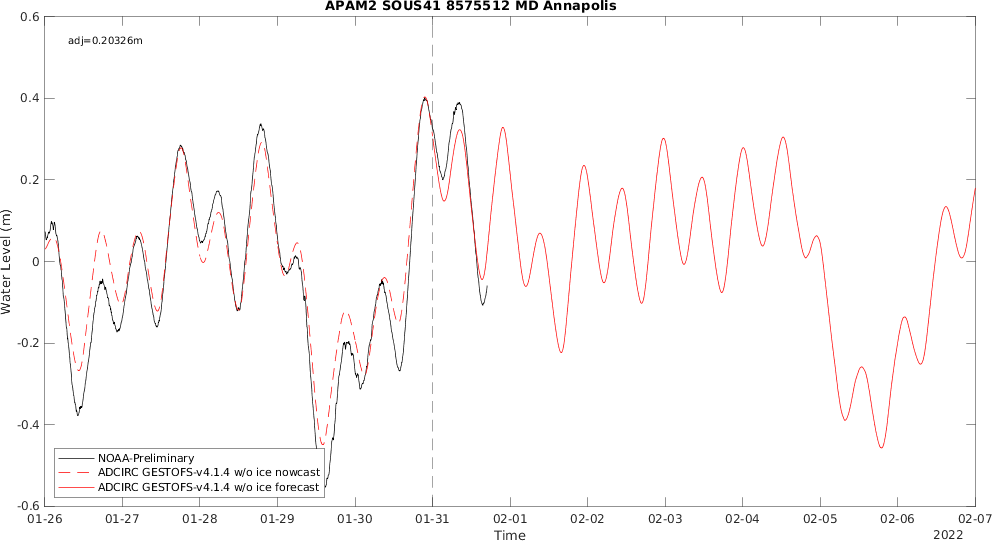 APAM2 SOUS41 8575512 MD Annapolis
adj=0.20326m
Water Level (m)
0.6
0.4
0.2
0
-0.2
-0.4
-0.6
NOAA-Preliminary
ADCIRC GESTOFS-v4.1.4 w/o ice nowcast
ADCIRC GESTOFS-v4.1.4 w/o ice forecast
01-26 01-27 01-28 01-29 01-30 01-31 02-01 02-02 02-03 02-04 02-05 02-06 02-07
Time
2022